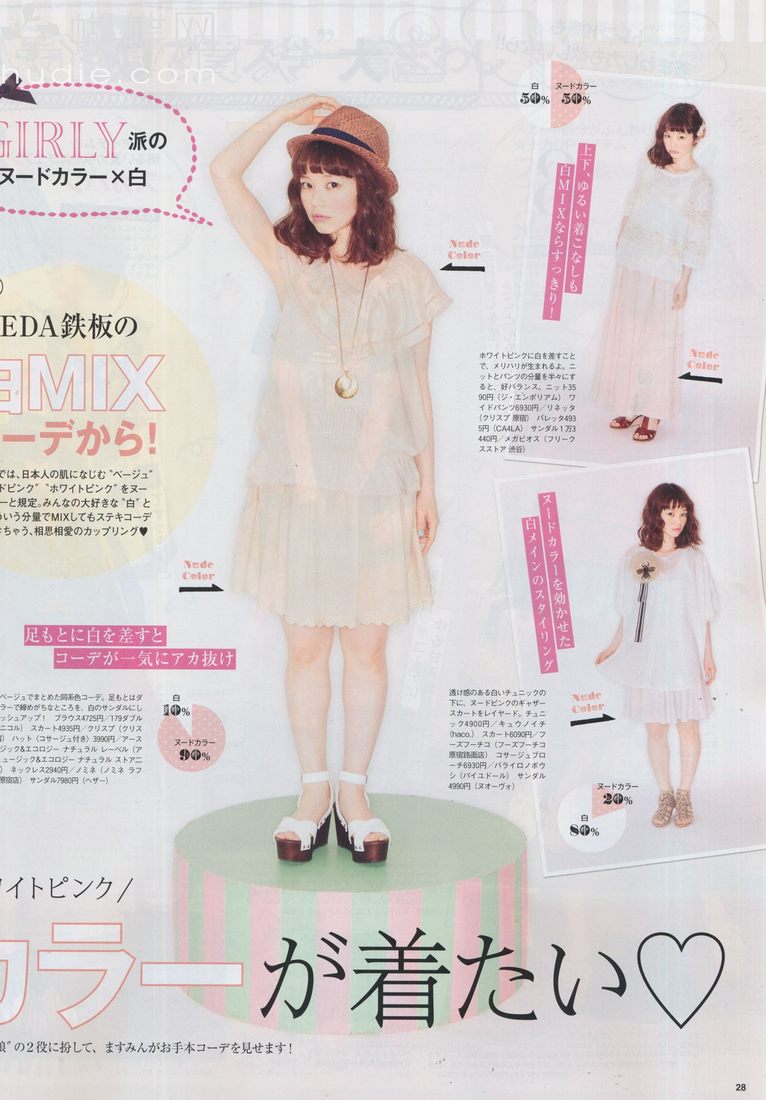 hudie.com
GIRLY 派の
ヌードカラー×白
EDA鉄板の
白MIX
ーデから!
では、日本人の肌になじむ“ベージュ”
ドピンク” “ホワイトピンク”をヌー
ーと規定。みんなの大好きな“白”と
ういう分量でMIXしてもステキコーデ
ちゃう、相思相愛のカップリング♥
Nude
Color
Nude
Color
足もとに白を差すと
コーデが一気にアカ抜け
ベージュでまとめた同系色コーデ。足もとはダ
ラーで締めがちなところを、白のサンダルにし
ッシュアップ! ブラウス4725円/179ダブル
ニコル) スカート4935円/クリスプ(クリス
宿) ハット(コサージュ付き)3990円/アース
ジック&エコロジー ナチュラル レーベル(ア
ュージック&エコロジー ナチュラル ストア二
) ネックレス2940円/ノミネ(ノミネ ラフ
原宿店) サンダル7980円(ヘザー)
白
10%
ヌードカラー
90%
白
50%
ヌードカラー
50%
上下、ゆるい着こなしも
白MIXならすっきり!
Nude
Color
ホワイトピンクに白を差すこと
で、メリハリが生まれるよ。ニ
ットとパンツの分量を半々にす
ると、好バランス。ニット35
90円(ジ・エンポリアム) ワ
イドパンツ6930円/リネッタ
(クリスプ 原宿) バレッタ493
5円(CA4LA) サンダル1万3
440円/メガビオス(フリーク
スストア 渋谷)
ヌードカラーを効かせた
白メインのスタイリング
透け感のある白いチュニックの
下に、ヌードピンクのギャザー
スカートをレイヤード。チュニ
ック4900円/キュウノイチ
(haco.) スカート6090円/フ
ーズフーチコ(フーズフーチコ
原宿路面店) コサージュブロ
ーチ6930円/バライロノボウ
シ(バイユドール) サンダル
4990円(ヌオーヴォ)
Nude
Color
ヌードカラー
20%
白
80%
ワイトピンク/
カラーが着たい♡
娘”の2役に扮して、ますみんがお手本コーデを見せます!
28